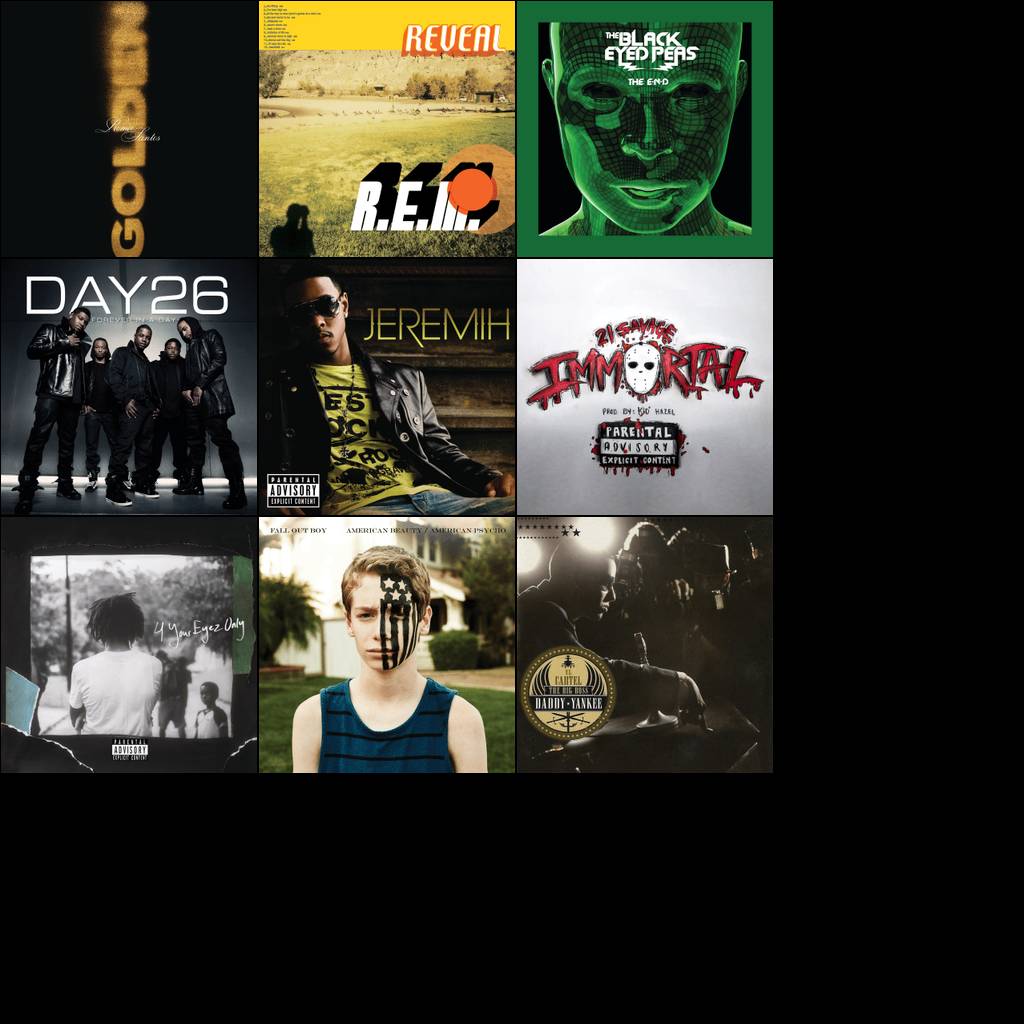 GOLDEN
Romeo
Santos
REVEAL
R.E.M.
THE BLACK
EYED PEAS
THE E·N·D
DAY26
FOREVER IN A DAY
JEREMIH
PARENTAL
ADVISORY
EXPLICIT CONTENT
21 SAVAGE
IMMORTAL
PROD BY: KID HAZEL
PARENTAL
ADVISORY
EXPLICIT CONTENT
4 Your Eyez Only
PARENTAL
ADVISORY
EXPLICIT CONTENT
FALL OUT BOY
AMERICAN BEAUTY / AMERICAN PSYCHO
EL
CARTEL
THE BIG BOSS
DADDY · YANKEE